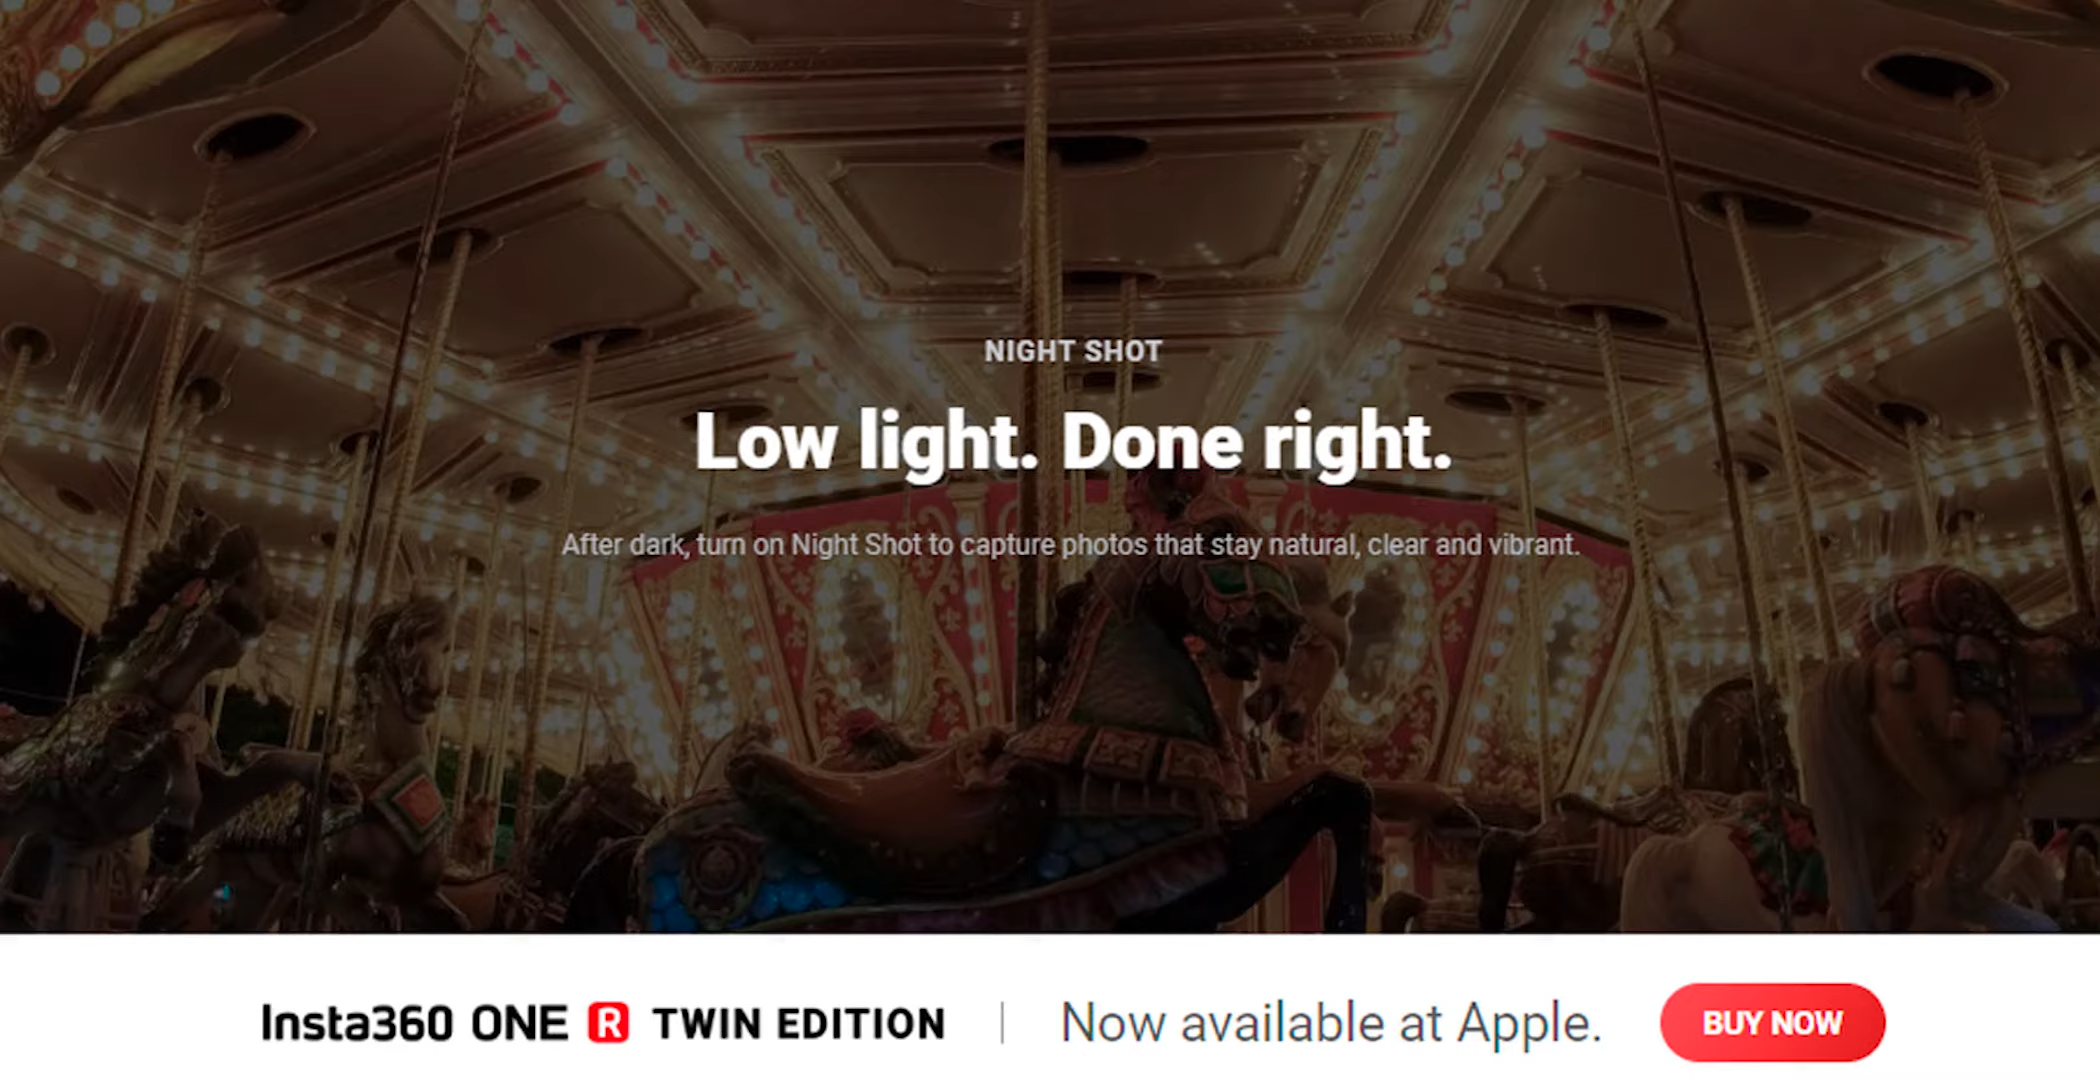 NIGHT SHOT
Low light. Done right.
After dark, turn on Night Shot to capture photos that stay natural, clear and vibrant.
Insta360 ONE R TWIN EDITION | Now available at Apple. BUY NOW